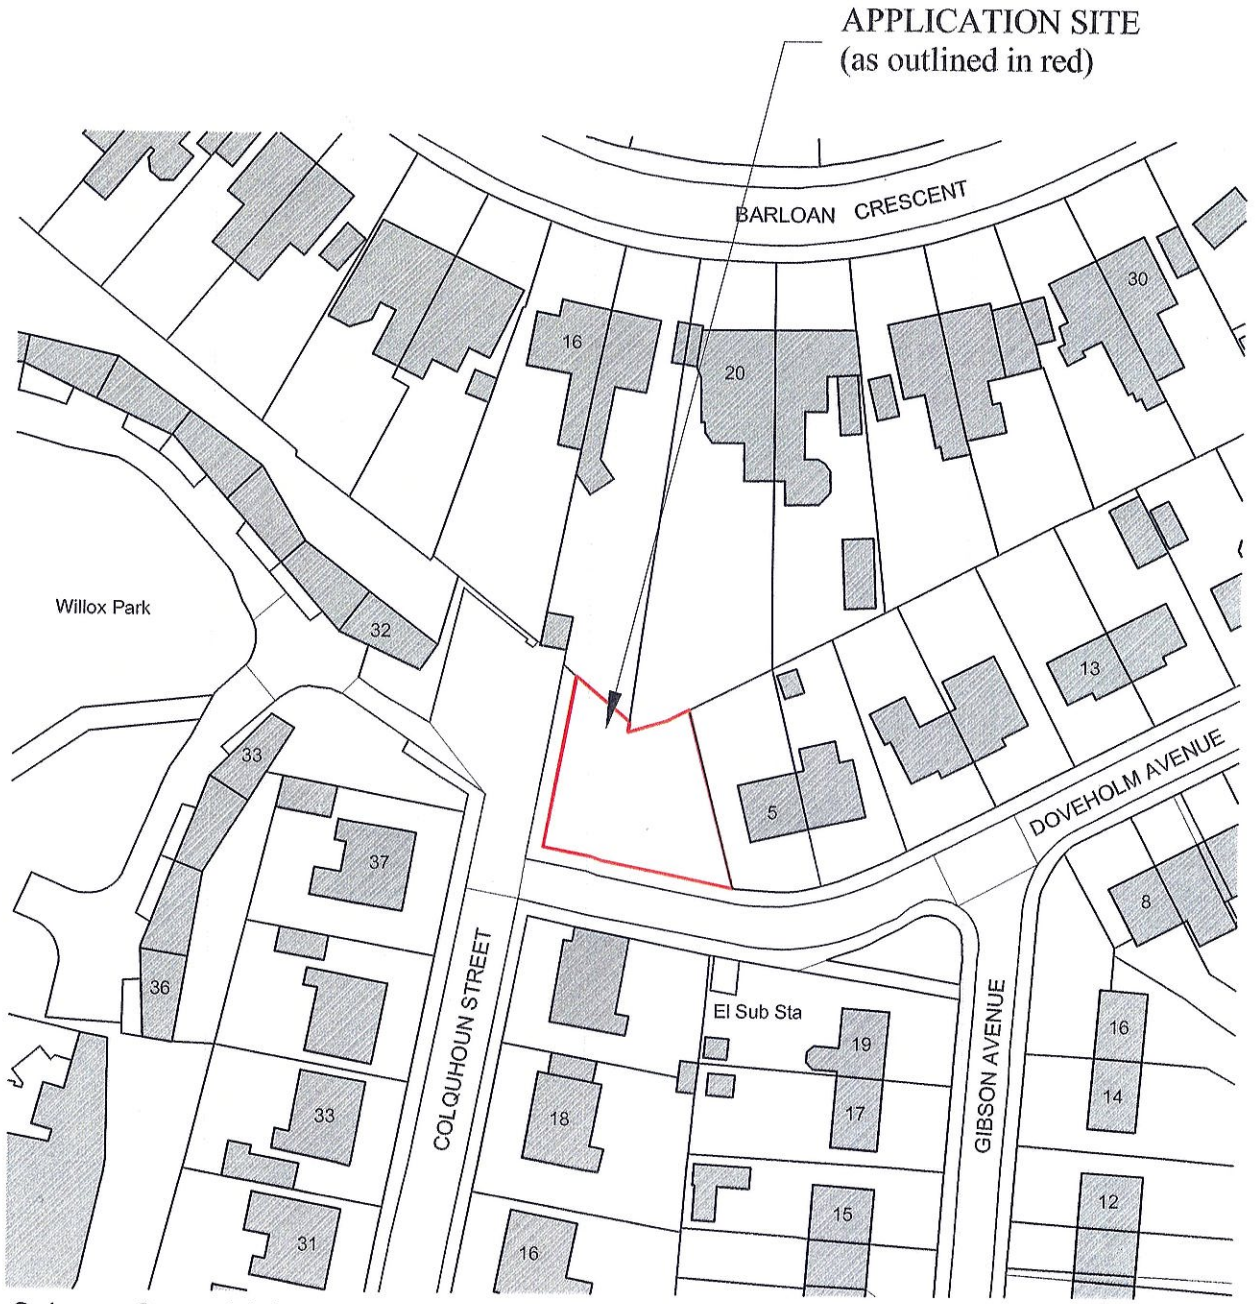 APPLICATION SITE
(as outlined in red)
BARLOAN CRESCENT
30
16
20
Willox Park
32
13
33
5
DOVEHOLM AVENUE
37
8
COLQUHOUN STREET
36
El Sub Sta
GIBSON AVENUE
16
19
14
33
18
17
12
15
31
16